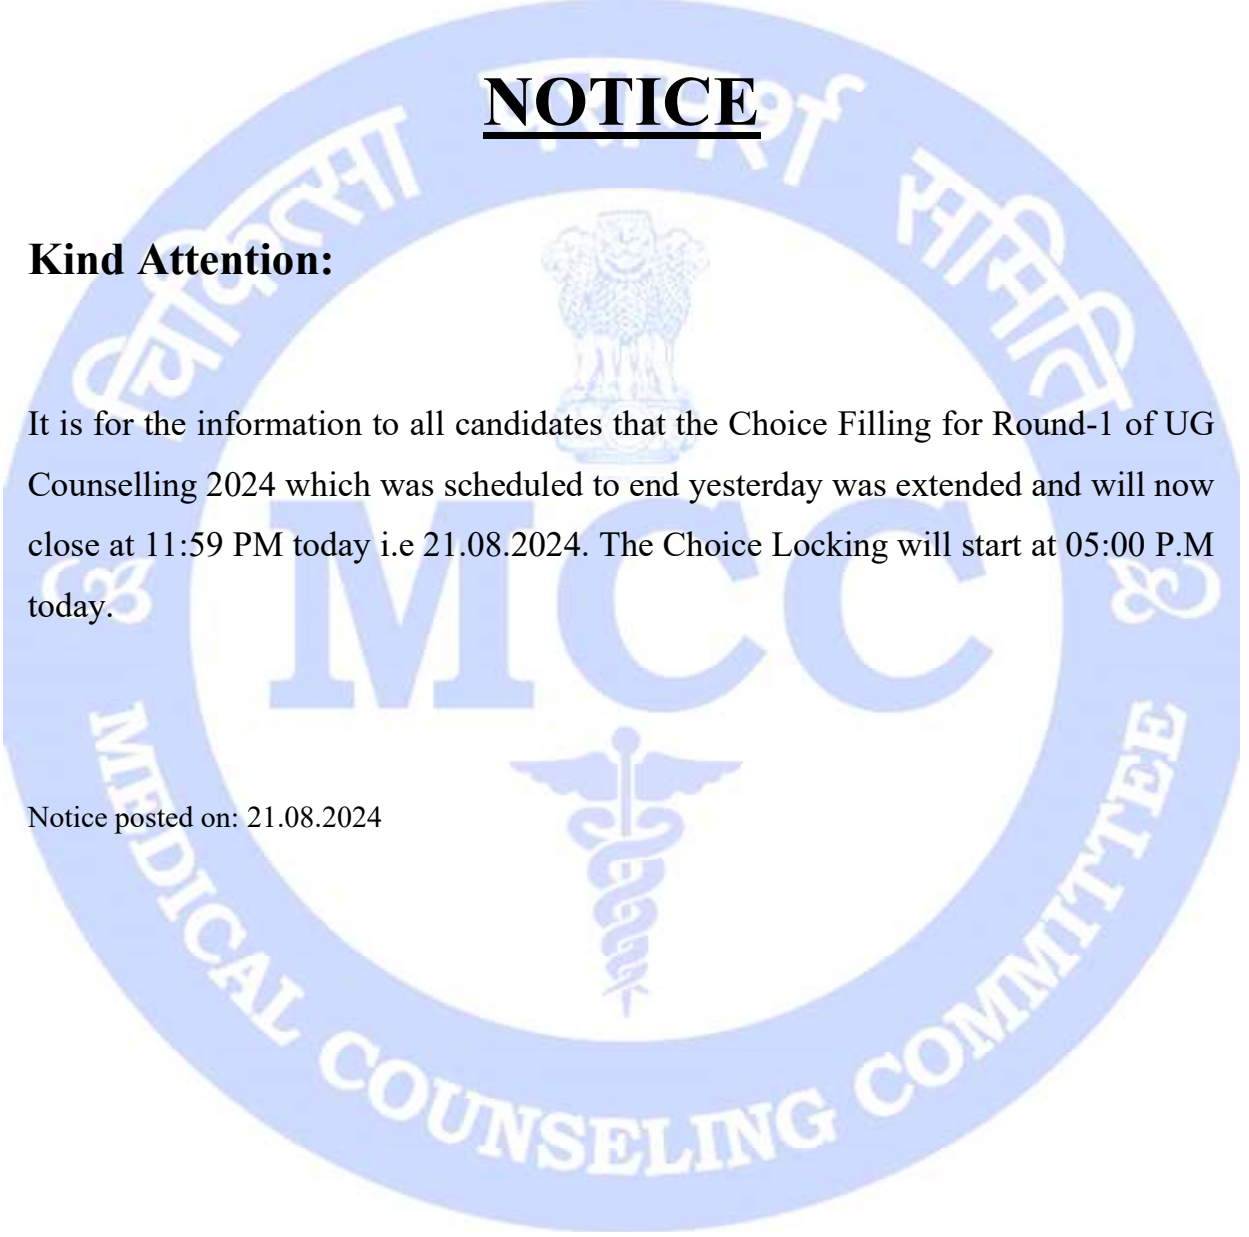 NOTICE
Kind Attention:
It is for the information to all candidates that the Choice Filling for Round-1 of UG
Counselling 2024 which was scheduled to end yesterday was extended and will now
close at 11:59 PM today i.e 21.08.2024. The Choice Locking will start at 05:00 P.M
today.
Notice posted on: 21.08.2024
चिकित्सा परामर्श समिति
MCC
MEDICAL COUNSELING COMMITTEE